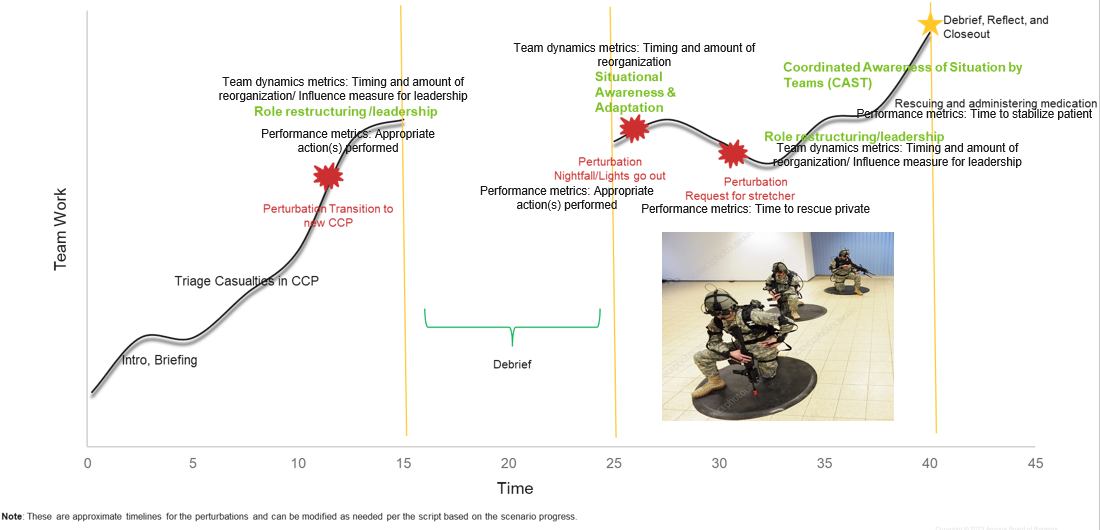 Debrief, Reflect, and
Closeout
Team dynamics metrics: Timing and amount of
reorganization
Situational
Awareness &
Adaptation
Coordinated Awareness of Situation by
Teams (CAST)
Team dynamics metrics: Timing and amount of
reorganization/ Influence measure for leadership
Role restructuring/leadership
Performance metrics: Appropriate
action(s) performed
Rescuing and administering medication
Performance metrics: Time to stabilize patient
Role restructuring/leadership
Team dynamics metrics: Timing and amount of
reorganization/ Influence measure for leadership
Perturbation
Nightfall/Lights go out
Performance metrics: Appropriate
action(s) performed
Perturbation
Request for stretcher
Performance metrics: Time to rescue private
Perturbation Transition to
new CCP
Team Work
Triage Casualties in CCP
Intro, Briefing
Debrief
0 5 10 15 20 25 30 35 40 45
Time
Note: These are approximate timelines for the perturbations and can be modified as needed per the script based on the scenario progress.